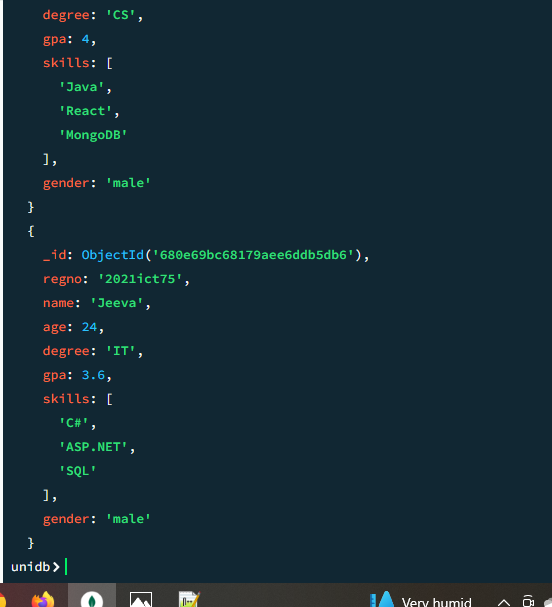 degree: 'CS',
gpa: 4,
skills: [
'Java',
'React',
'MongoDB'
],
gender: 'male'
}
{
_id: ObjectId('680e69bc68179aee6ddb5db6'),
regno: '2021ict75',
name: 'Jeeva',
age: 24,
degree: 'IT',
gpa: 3.6,
skills: [
'C#',
'ASP.NET',
'SQL'
],
gender: 'male'
}
unidb>
Very humid